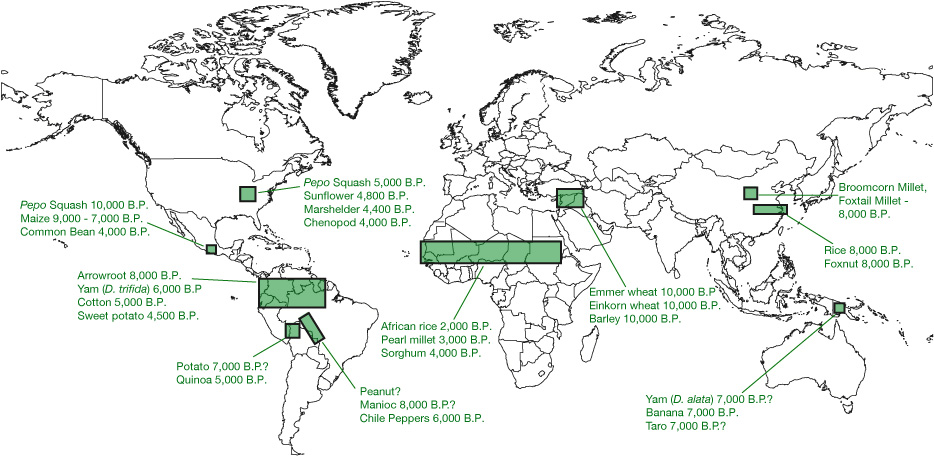 Pepo Squash 5,000 B.P.
Sunflower 4,800 B.P.
Marshelder 4,400 B.P.
Chenopod 4,000 B.P.
Pepo Squash 10,000 B.P.
Maize 9,000 - 7,000 B.P.
Common Bean 4,000 B.P.
Arrowroot 8,000 B.P.
Yam (D. trifida) 6,000 B.P
Cotton 5,000 B.P.
Sweet potato 4,500 B.P.
Potato 7,000 B.P.?
Quinoa 5,000 B.P.
Peanut?
Manioc 8,000 B.P.?
Chile Peppers 6,000 B.P.
African rice 2,000 B.P.
Pearl millet 3,000 B.P.
Sorghum 4,000 B.P.
Emmer wheat 10,000 B.P.
Einkorn wheat 10,000 B.P.
Barley 10,000 B.P.
Broomcorn Millet,
Foxtail Millet -
8,000 B.P.
Rice 8,000 B.P.
Foxnut 8,000 B.P.
Yam (D. alata) 7,000 B.P.?
Banana 7,000 B.P.
Taro 7,000 B.P.?